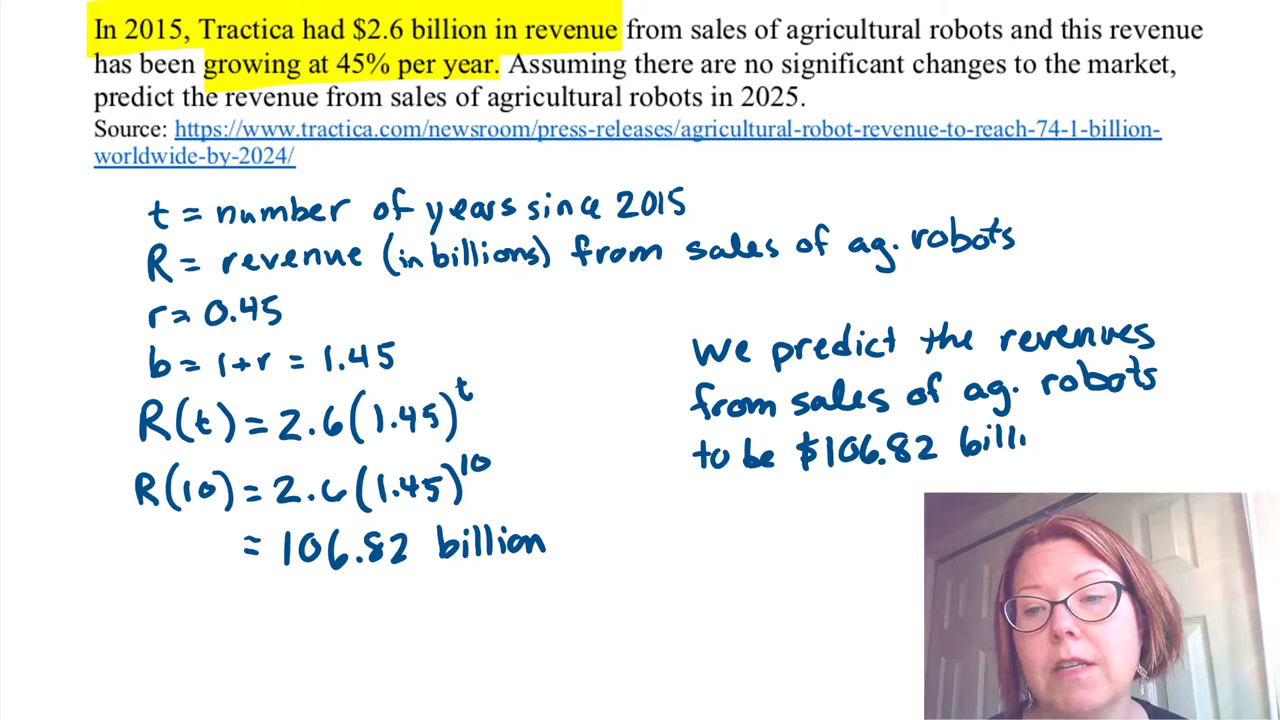 In 2015, Tractica had $2.6 billion in revenue from sales of agricultural robots and this revenue
has been growing at 45% per year. Assuming there are no significant changes to the market,
predict the revenue from sales of agricultural robots in 2025.
Source: https://www.tractica.com/newsroom/press-releases/agricultural-robot-revenue-to-reach-74-1-billion-
worldwide-by-2024/
t = number of years since 2015
R = revenue (in billions) from sales of ag. robots
r = 0.45
b = 1+r = 1.45
R(t) = 2.6(1.45)^t
R(10) = 2.6(1.45)^10
= 106.82 billion
We predict the revenues
from sales of ag. robots
to be $106.82 billi